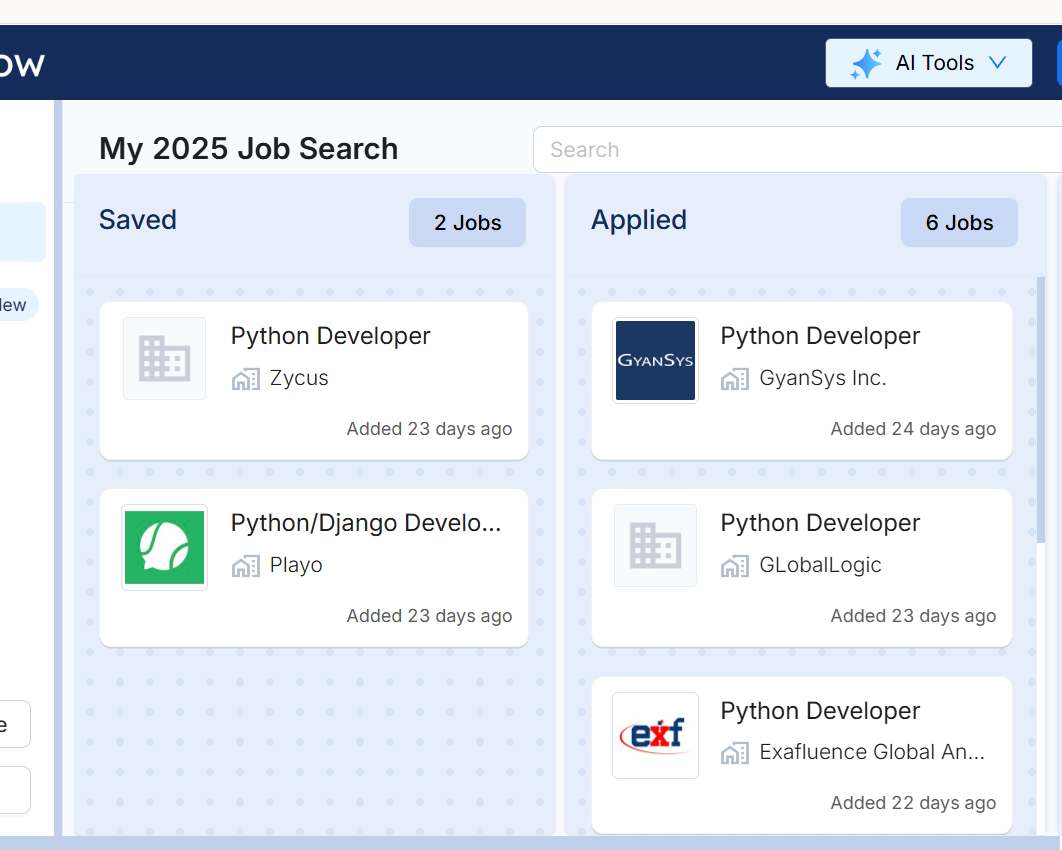 ow
AI Tools
My 2025 Job Search
Search
Saved
2 Jobs
Applied
6 Jobs
Python Developer
Zycus
Added 23 days ago
Python/Django Develo...
Playo
Added 23 days ago
GYANSYS
Python Developer
GyanSys Inc.
Added 24 days ago
Python Developer
GLobalLogic
Added 23 days ago
exf
Python Developer
Exafluence Global An...
Added 22 days ago
ew
e